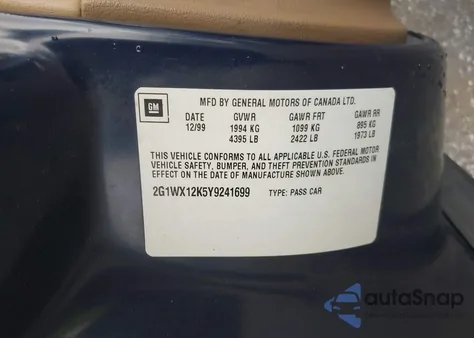 GM
MFD BY GENERAL MOTORS OF CANADA LTD.
DATE GVWR GAWR FRT GAWR RR
12/99 1994 KG 1099 KG 895 KG
4395 LB 2422 LB 1973 LB
THIS VEHICLE CONFORMS TO ALL APPLICABLE U.S. FEDERAL MOTOR
VEHICLE SAFETY, BUMPER, AND THEFT PREVENTION STANDARDS IN
EFFECT ON THE DATE OF MANUFACTURE SHOWN ABOVE.
2G1WX12K5Y9241699 TYPE: PASS CAR
autoSnap